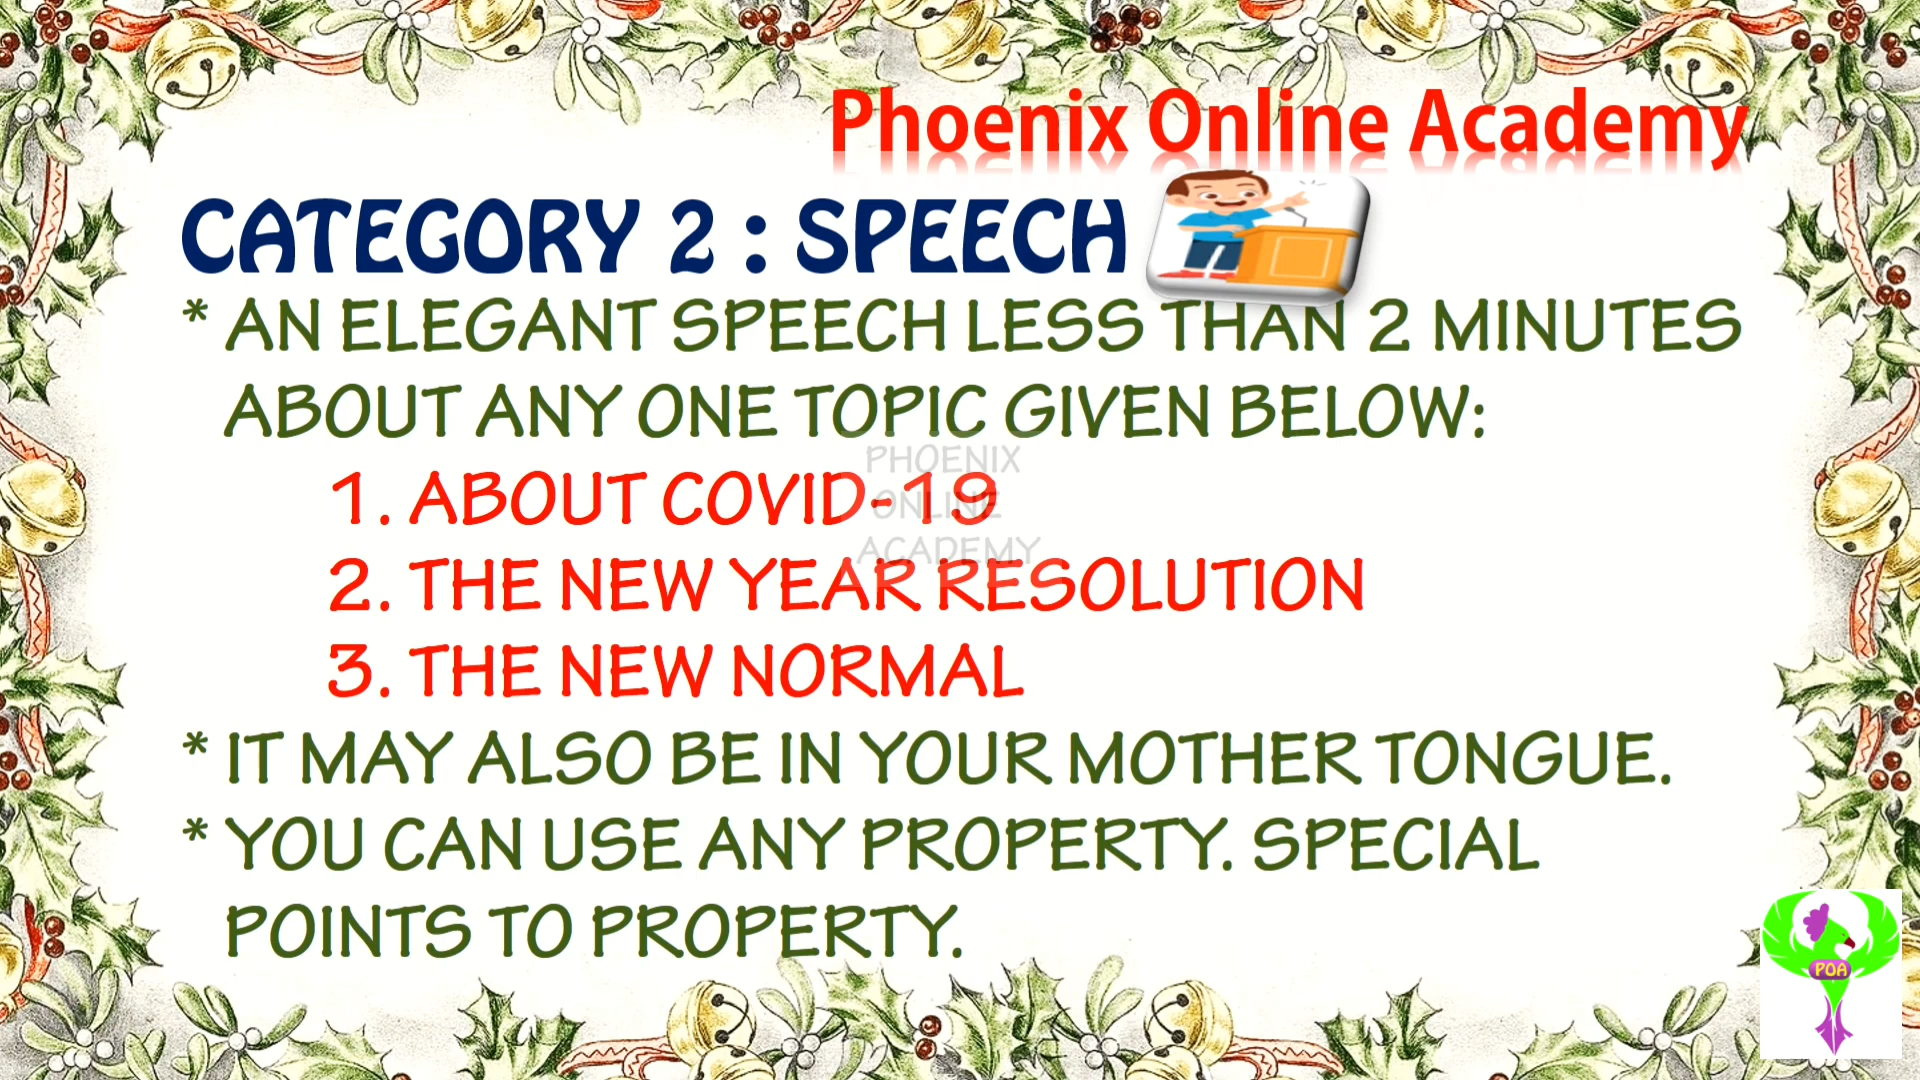 Phoenix Online Academy
CATEGORY 2 : SPEECH
* AN ELEGANT SPEECH LESS THAN 2 MINUTES
ABOUT ANY ONE TOPIC GIVEN BELOW:
PHOENIX
ONLINE
ACADEMY
1. ABOUT COVID-19
2. THE NEW YEAR RESOLUTION
3. THE NEW NORMAL
* IT MAY ALSO BE IN YOUR MOTHER TONGUE.
* YOU CAN USE ANY PROPERTY. SPECIAL
POINTS TO PROPERTY.
POA